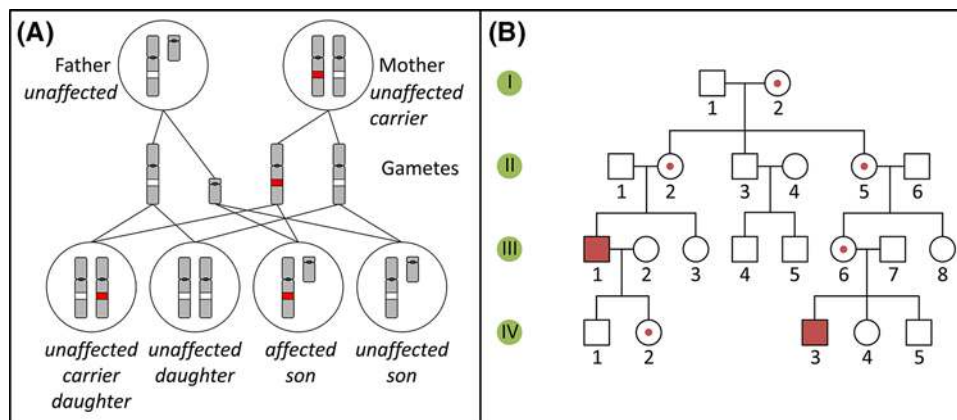 (A)
Father
unaffected
Mother
unaffected
carrier
Gametes
unaffected
carrier
daughter
unaffected
daughter
affected
son
unaffected
son
(B)
I
1 2
II
1 2 3 4 5 6
III
1 2 3 4 5 6 7 8
IV
1 2 3 4 5